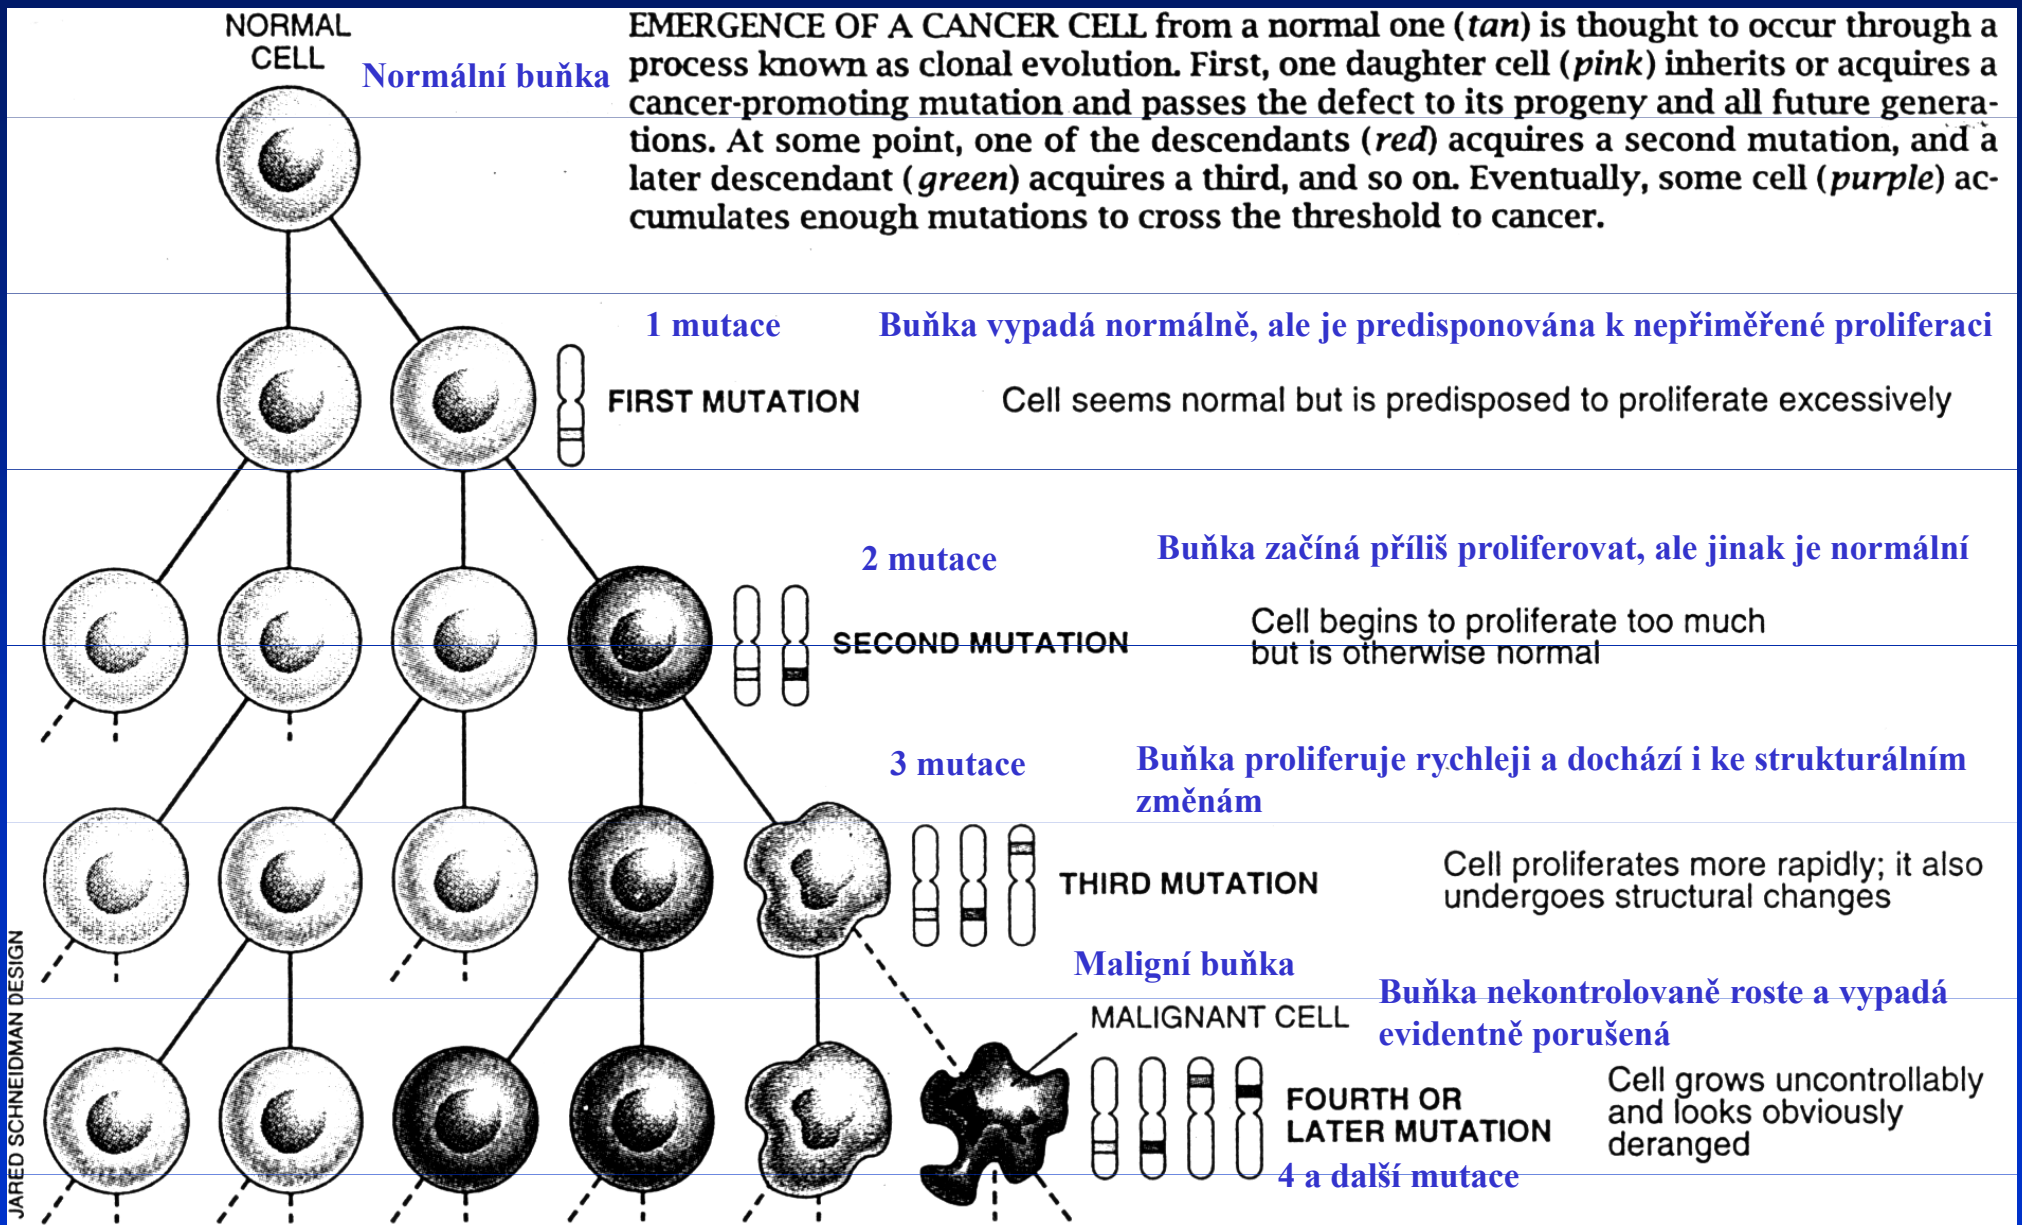 NORMAL
CELL
Normální buňka
EMERGENCE OF A CANCER CELL from a normal one (tan) is thought to occur through a
process known as clonal evolution. First, one daughter cell (pink) inherits or acquires a
cancer-promoting mutation and passes the defect to its progeny and all future genera-
tions. At some point, one of the descendants (red) acquires a second mutation, and a
later descendant (green) acquires a third, and so on. Eventually, some cell (purple) ac-
cumulates enough mutations to cross the threshold to cancer.
1 mutace
Buňka vypadá normálně, ale je predisponována k nepřiměřené proliferaci
FIRST MUTATION
Cell seems normal but is predisposed to proliferate excessively
2 mutace
Buňka začíná příliš proliferovat, ale jinak je normální
SECOND MUTATION
Cell begins to proliferate too much
but is otherwise normal
3 mutace
Buňka proliferuje rychleji a dochází i ke strukturálním
změnám
THIRD MUTATION
Cell proliferates more rapidly; it also
undergoes structural changes
Maligní buňka
MALIGNANT CELL
Buňka nekontrolovaně roste a vypadá
evidentně porušená
FOURTH OR
LATER MUTATION
Cell grows uncontrollably
and looks obviously
deranged
4 a další mutace
JARED SCHNEIDMAN DESIGN